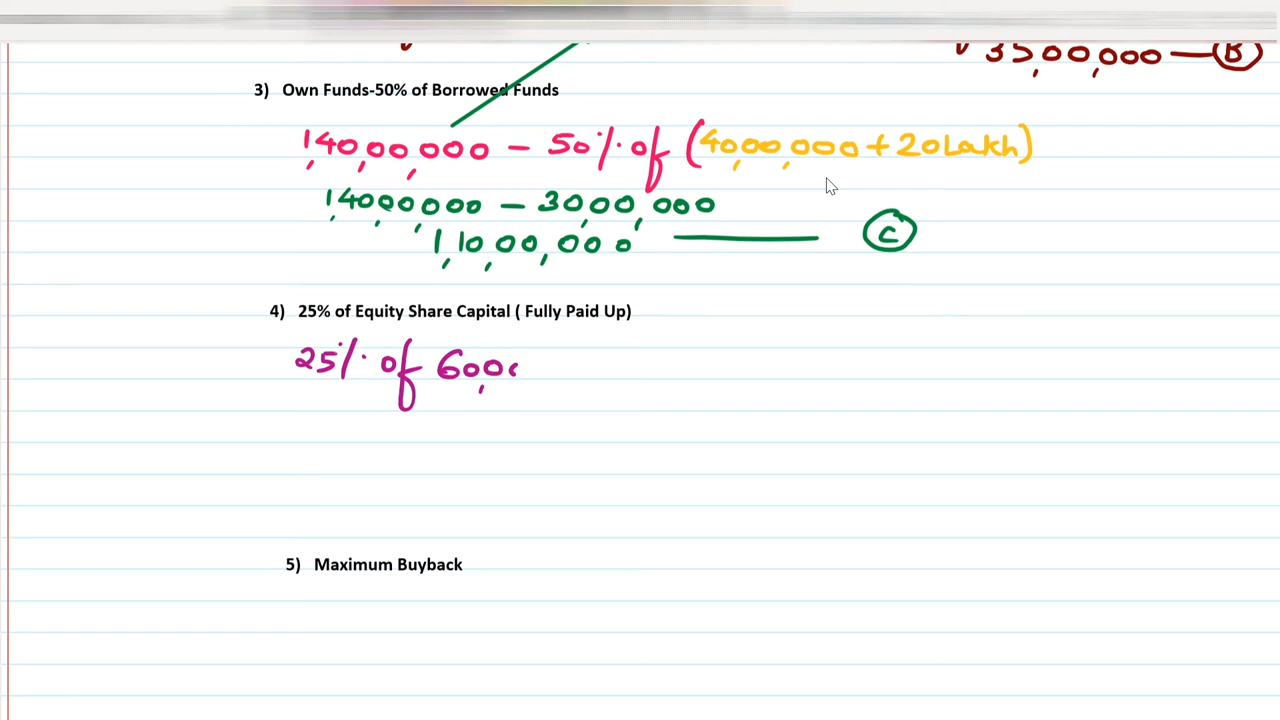 35,00,000 — B
3) Own Funds-50% of Borrowed Funds
1,40,00,000 - 50% of (40,00,000 + 20 Lakh)
1,40,00,000 - 30,00,000
1,10,00,000 — C
4) 25% of Equity Share Capital ( Fully Paid Up)
25% of 60,0
5) Maximum Buyback